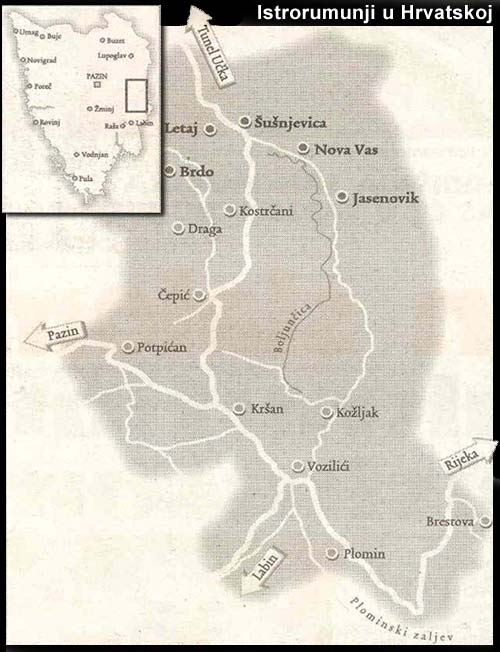 Istrorumunji u Hrvatskoj
Umag
Buje
Buzet
Novigrad
Lupoglav
PAZIN
Poreč
Žminj
Rovinj
Raša
Labin
Vodnjan
Pula
Tunel Učka
Letaj
Šušnjevica
Nova Vas
Brdo
Jasenovik
Kostrčani
Draga
Čepić
Boljunčica
Pazin
Potpićan
Kršan
Kožljak
Vozilići
Rijeka
Brestova
Plomin
Labin
Plominski zaljev